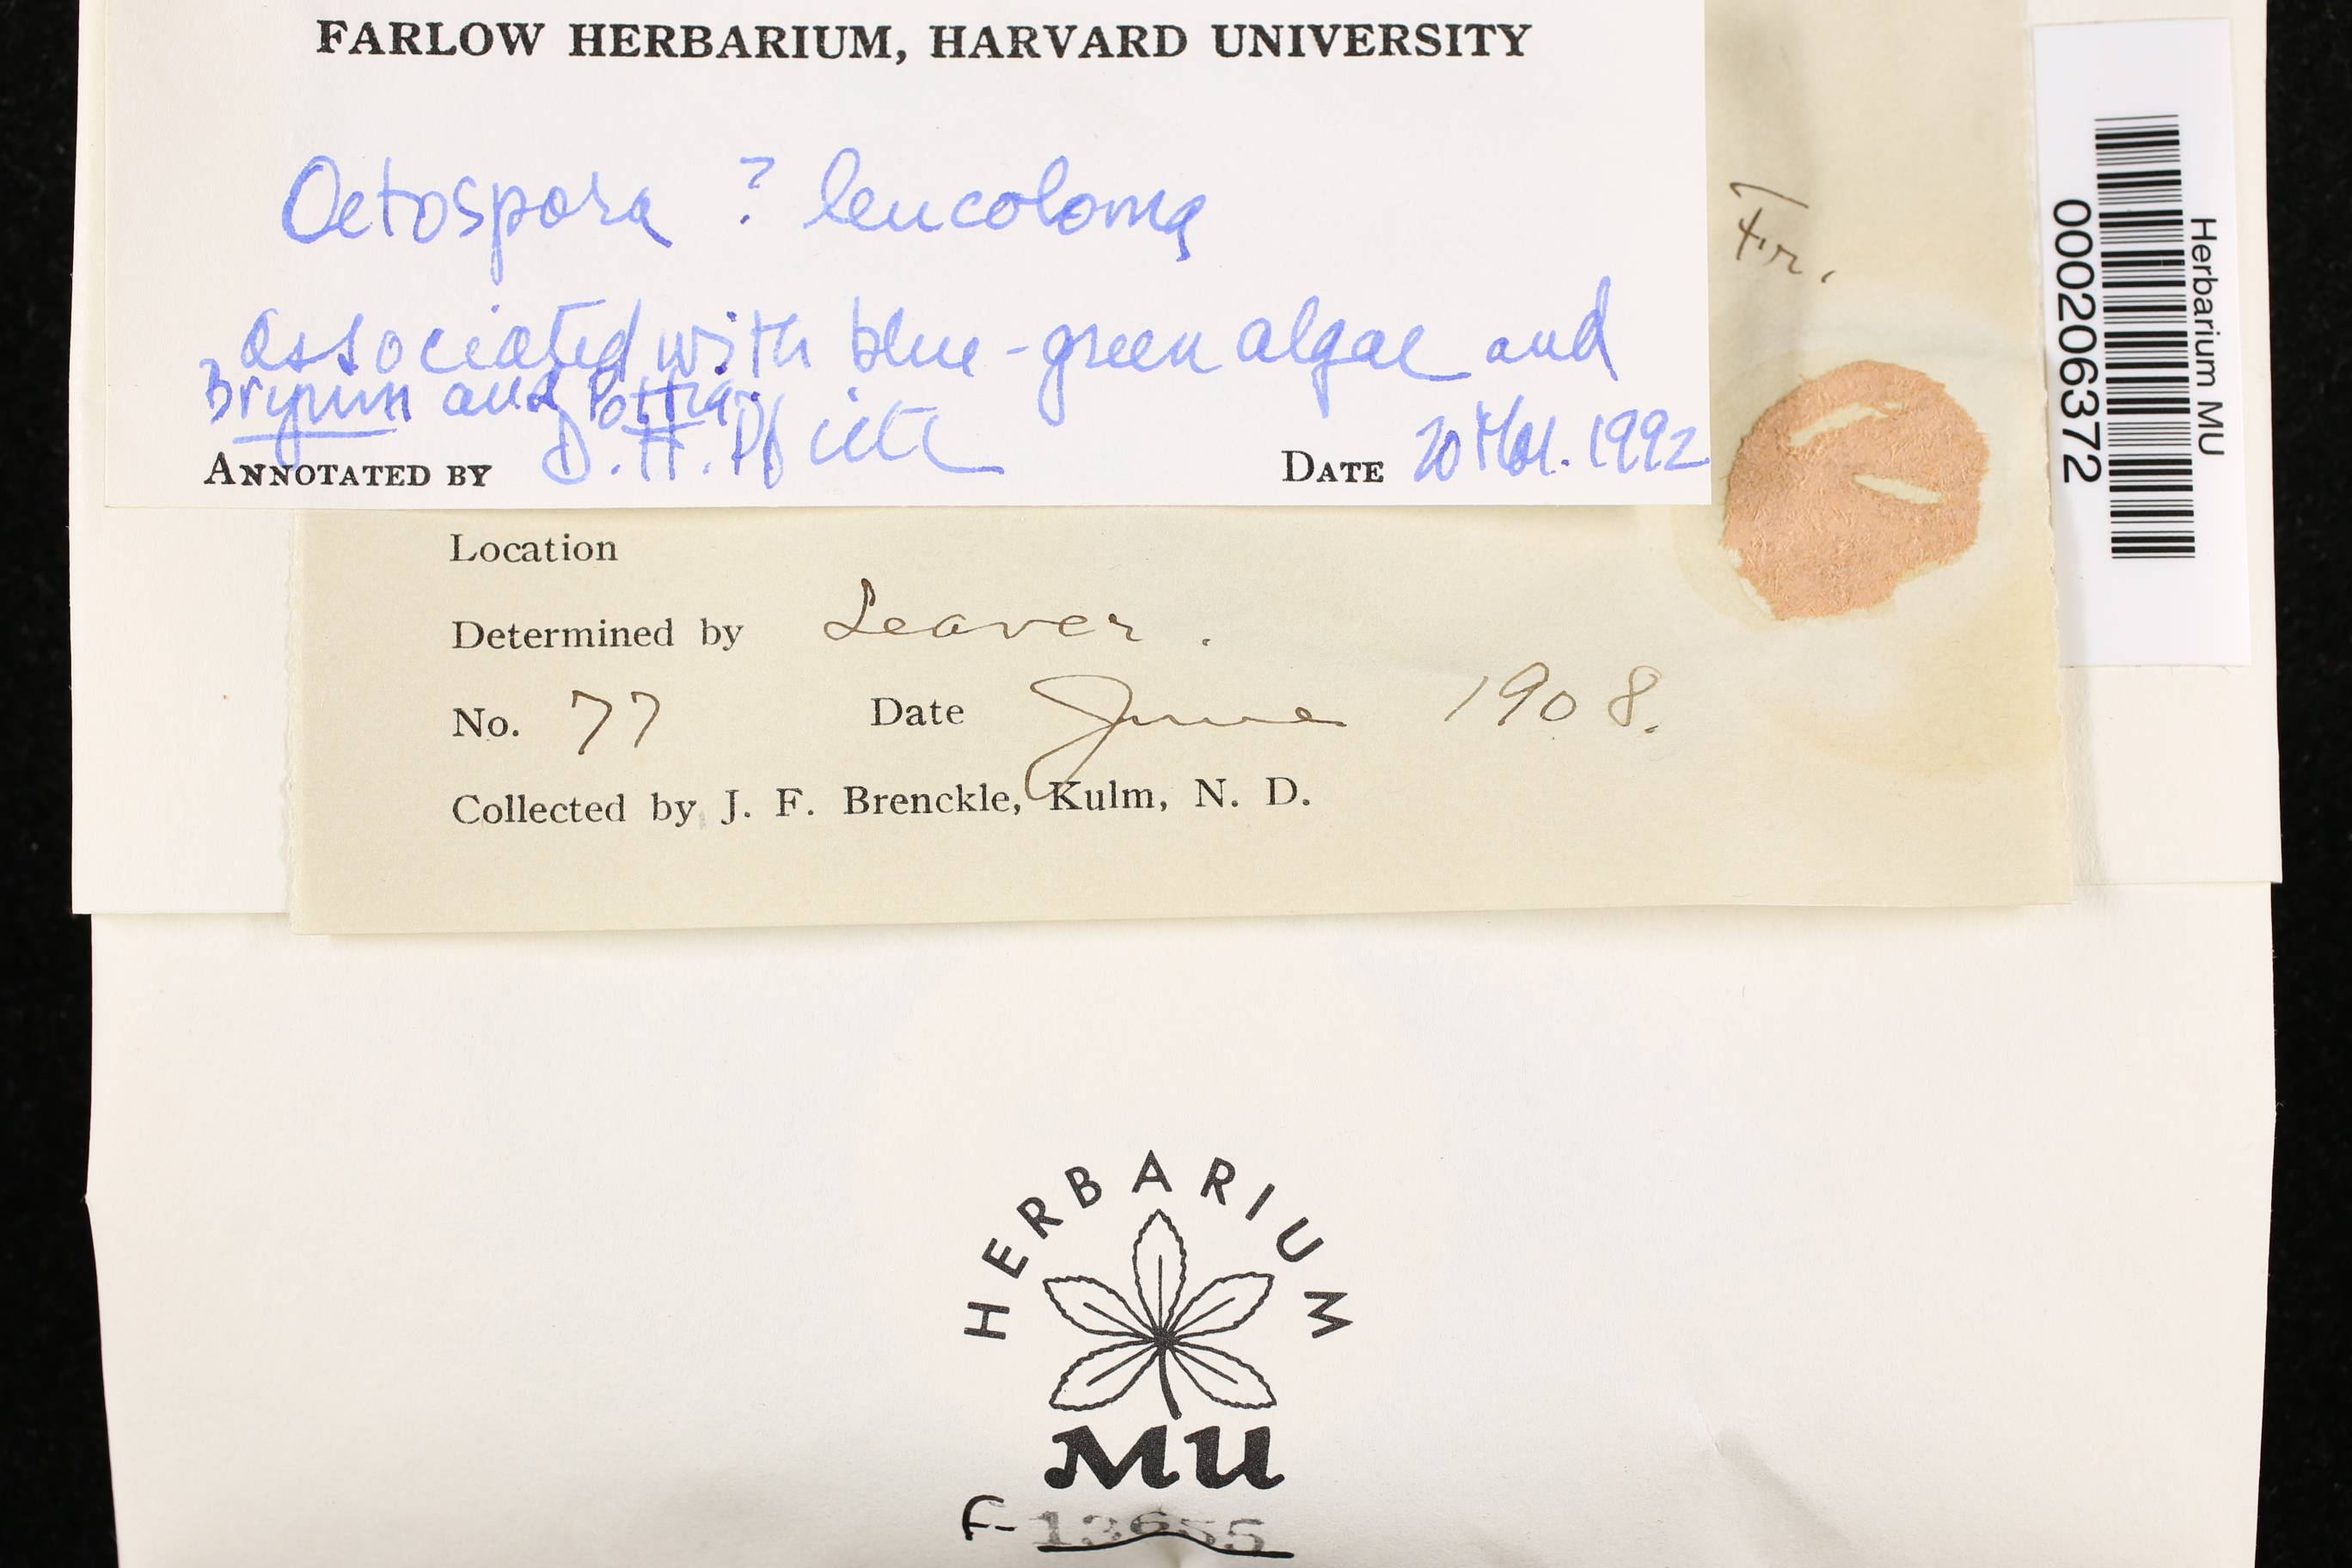 FARLOW HERBARIUM, HARVARD UNIVERSITY
Octospora ? leucoloma
associated with blue-green algae and
Bryum and Pottia.
ANNOTATED BY D. H. Pfister DATE 20 Mar. 1992
Fr.
Location
Determined by Seaver.
No. 77 Date June 1908.
Collected by J. F. Brenckle, Kulm, N. D.
Herbarium MU
000206372
HERBARIUM
MU
F-13655